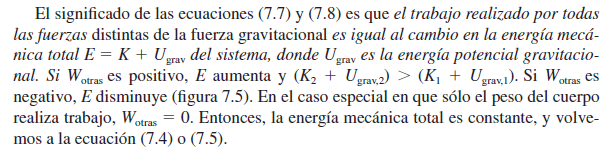 El significado de las ecuaciones (7.7) y (7.8) es que el trabajo realizado por todas
las fuerzas distintas de la fuerza gravitacional es igual al cambio en la energía mecá-
nica total E = K + Ugrav del sistema, donde Ugrav es la energía potencial gravitacio-
nal. Si Wotras es positivo, E aumenta y (K2 + Ugrav,2) > (K1 + Ugrav,1). Si Wotras es
negativo, E disminuye (figura 7.5). En el caso especial en que sólo el peso del cuerpo
realiza trabajo, Wotras = 0. Entonces, la energía mecánica total es constante, y volve-
mos a la ecuación (7.4) o (7.5).